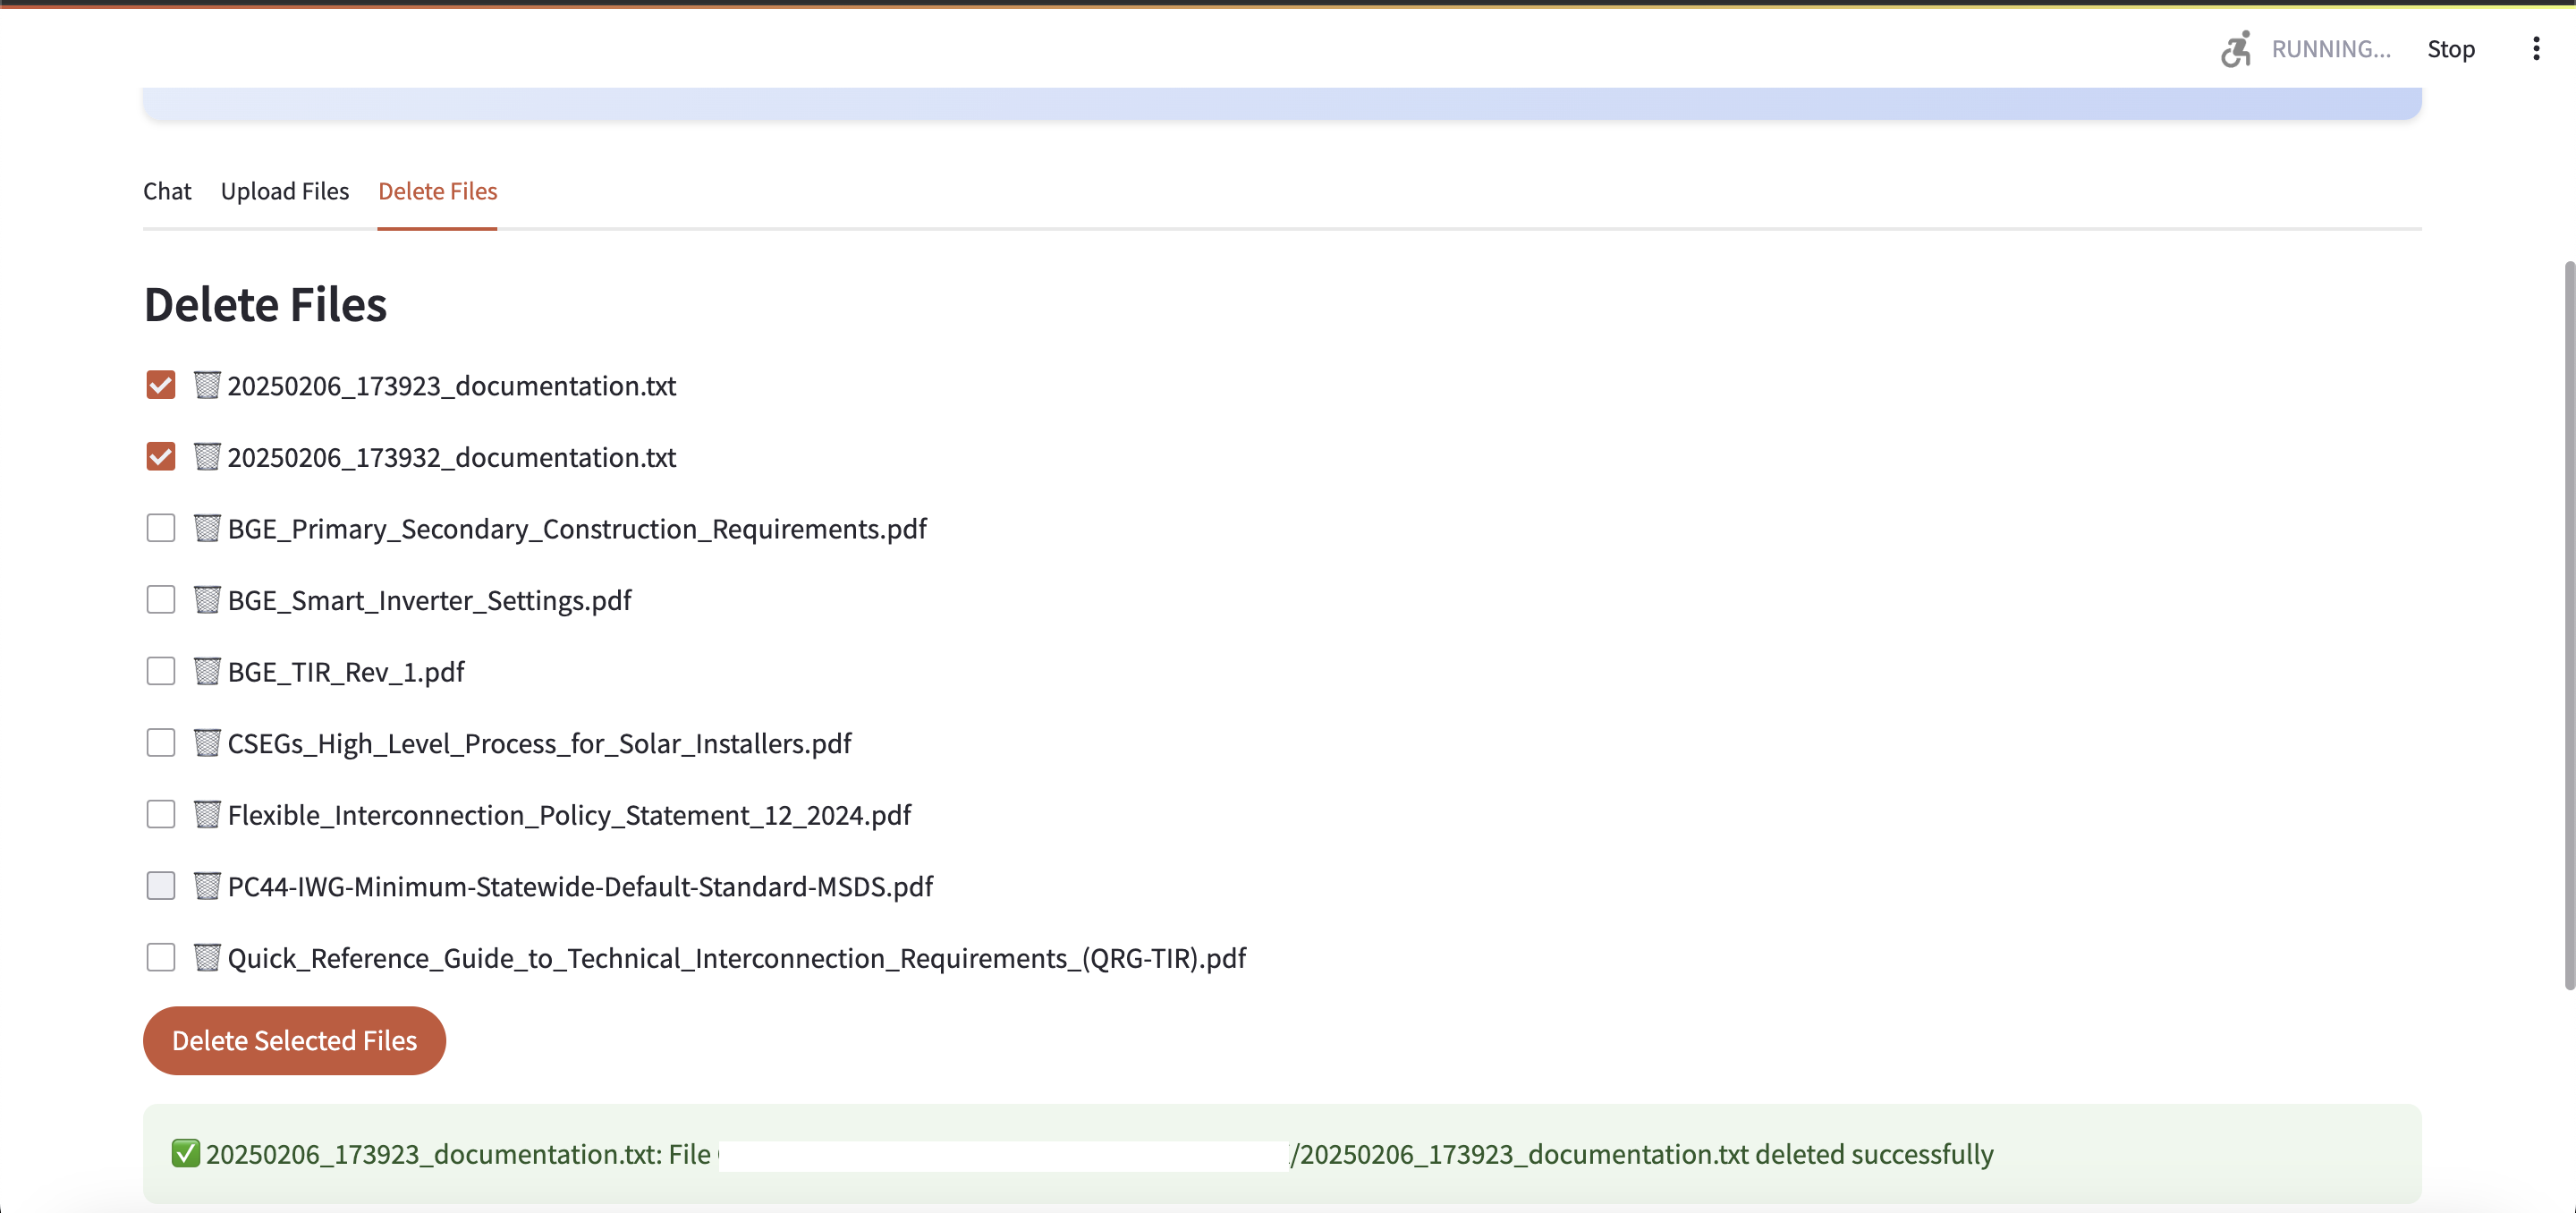 RUNNING... Stop
Chat Upload Files Delete Files
Delete Files
20250206_173923_documentation.txt
20250206_173932_documentation.txt
BGE_Primary_Secondary_Construction_Requirements.pdf
BGE_Smart_Inverter_Settings.pdf
BGE_TIR_Rev_1.pdf
CSEGs_High_Level_Process_for_Solar_Installers.pdf
Flexible_Interconnection_Policy_Statement_12_2024.pdf
PC44-IWG-Minimum-Statewide-Default-Standard-MSDS.pdf
Quick_Reference_Guide_to_Technical_Interconnection_Requirements_(QRG-TIR).pdf
Delete Selected Files
20250206_173923_documentation.txt: File /20250206_173923_documentation.txt deleted successfully